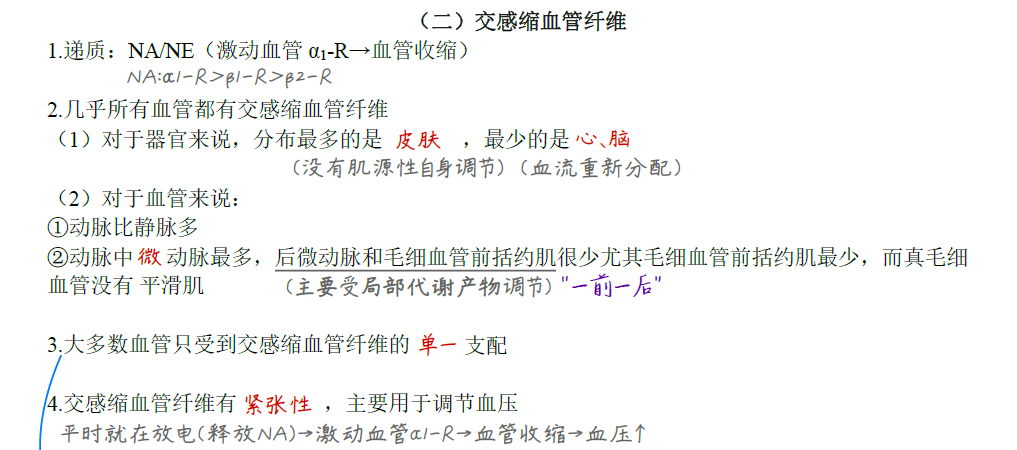 （二）交感缩血管纤维
1.递质：NA/NE（激动血管 α₁-R→血管收缩）
NA:α1-R>β1-R>β2-R
2.几乎所有血管都有交感缩血管纤维
（1）对于器官来说，分布最多的是 皮肤 ，最少的是 心、脑
(没有肌源性自身调节)（血流重新分配）
（2）对于血管来说：
①动脉比静脉多
②动脉中 微 动脉最多，后微动脉和毛细血管前括约肌很少尤其毛细血管前括约肌最少，而真毛细
血管没有 平滑肌 (主要受局部代谢产物调节) "一前一后"
3.大多数血管只受到交感缩血管纤维的 单一 支配
4.交感缩血管纤维有 紧张性 ，主要用于调节血压
平时就在放电(释放NA)→激动血管α1-R→血管收缩→血压↑